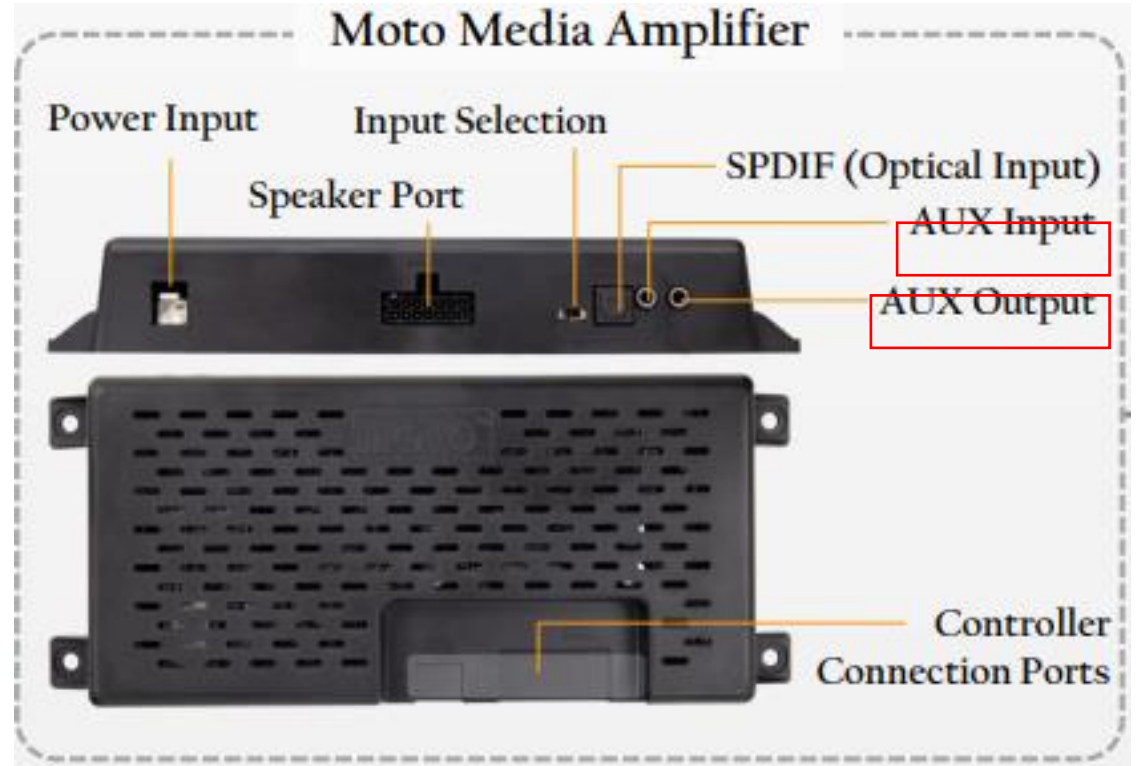 Moto Media Amplifier
Power Input
Input Selection
SPDIF (Optical Input)
Speaker Port
AUX Input
AUX Output
Controller
Connection Ports